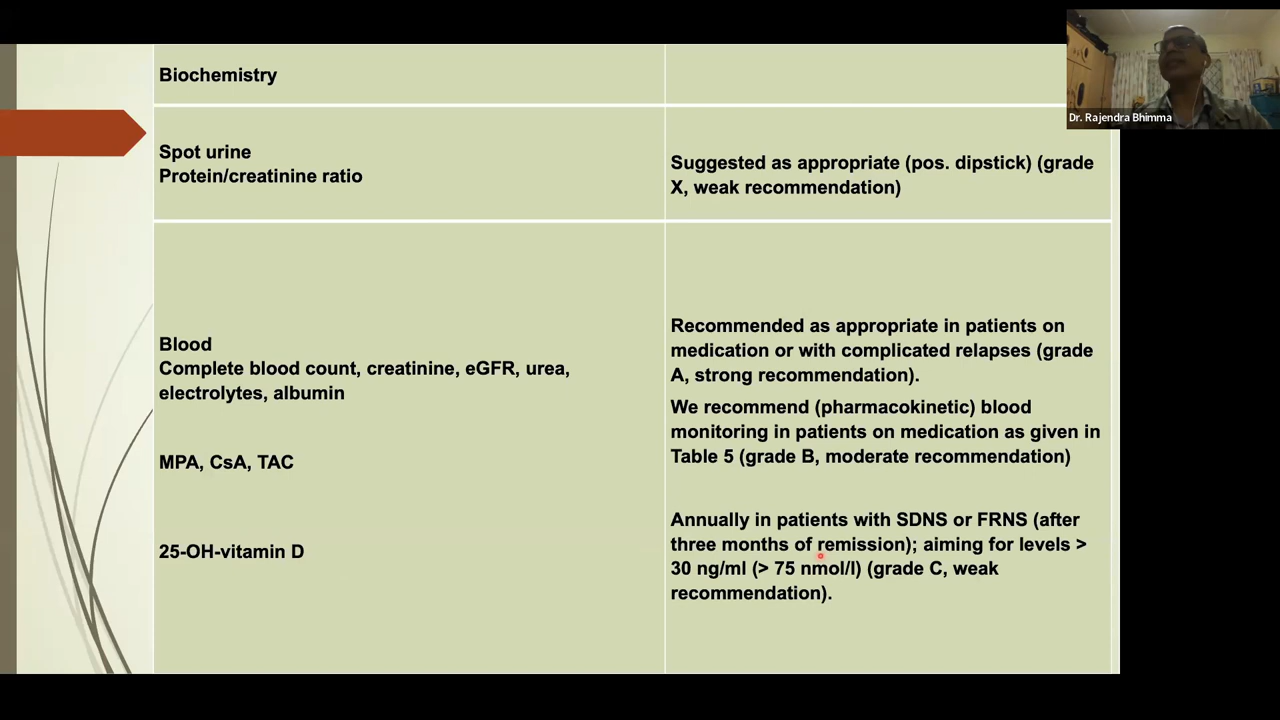 Biochemistry
Dr. Rajendra Bhimma
Spot urine
Protein/creatinine ratio
Suggested as appropriate (pos. dipstick) (grade
X, weak recommendation)
Blood
Complete blood count, creatinine, eGFR, urea,
electrolytes, albumin
Recommended as appropriate in patients on
medication or with complicated relapses (grade
A, strong recommendation).
MPA, CsA, TAC
We recommend (pharmacokinetic) blood
monitoring in patients on medication as given in
Table 5 (grade B, moderate recommendation)
25-OH-vitamin D
Annually in patients with SDNS or FRNS (after
three months of remission); aiming for levels >
30 ng/ml (> 75 nmol/l) (grade C, weak
recommendation).